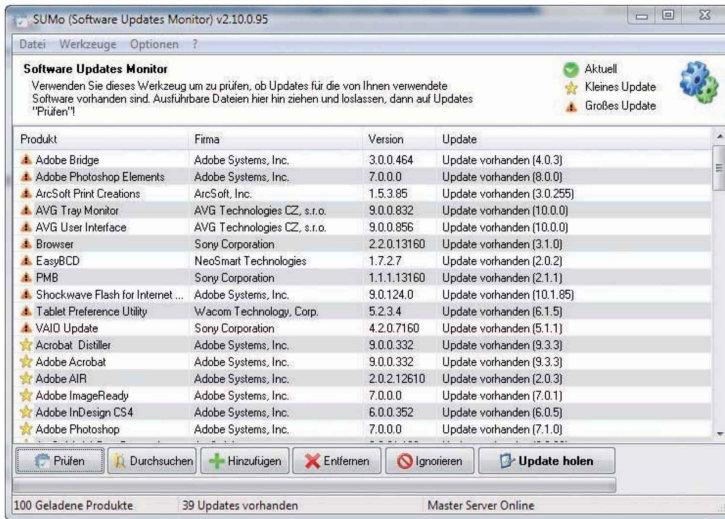 SUMo (Software Updates Monitor) v2.10.0.95
Datei Werkzeuge Optionen ?
Software Updates Monitor
Verwenden Sie dieses Werkzeug um zu prüfen, ob Updates für die von Ihnen verwendete
Software vorhanden sind. Ausführbare Dateien hier hin ziehen und loslassen, dann auf Updates
"Prüfen"!
Aktuell
Kleines Update
Großes Update
Produkt Firma Version Update
Adobe Bridge Adobe Systems, Inc. 3.0.0.464 Update vorhanden (4.0.3)
Adobe Photoshop Elements Adobe Systems, Inc. 7.0.0.0 Update vorhanden (8.0.0)
ArcSoft Print Creations ArcSoft, Inc. 1.5.3.85 Update vorhanden (3.0.255)
AVG Tray Monitor AVG Technologies CZ, s.r.o. 9.0.0.832 Update vorhanden (10.0.0)
AVG User Interface AVG Technologies CZ, s.r.o. 9.0.0.856 Update vorhanden (10.0.0)
Browser Sony Corporation 2.2.0.13160 Update vorhanden (3.1.0)
EasyBCD NeoSmart Technologies 1.7.2.7 Update vorhanden (2.0.2)
PMB Sony Corporation 1.1.1.13160 Update vorhanden (2.1.1)
Shockwave Flash for Internet ... Adobe Systems, Inc. 9.0.124.0 Update vorhanden (10.1.85)
Tablet Preference Utility Wacom Technology, Corp. 5.2.3.4 Update vorhanden (6.1.5)
VAIO Update Sony Corporation 4.2.0.7160 Update vorhanden (5.1.1)
Acrobat Distiller Adobe Systems, Inc. 9.0.0.332 Update vorhanden (9.3.3)
Adobe Acrobat Adobe Systems, Inc. 9.0.0.332 Update vorhanden (9.3.3)
Adobe AIR Adobe Systems, Inc. 2.0.2.12610 Update vorhanden (2.0.3)
Adobe ImageReady Adobe Systems, Inc. 7.0.0.0 Update vorhanden (7.0.1)
Adobe InDesign CS4 Adobe Systems, Inc. 6.0.0.352 Update vorhanden (6.0.5)
Adobe Photoshop Adobe Systems, Inc. 7.0.0.0 Update vorhanden (7.1.0)
Prüfen Durchsuchen Hinzufügen Entfernen Ignorieren Update holen
100 Geladene Produkte 39 Updates vorhanden Master Server Online